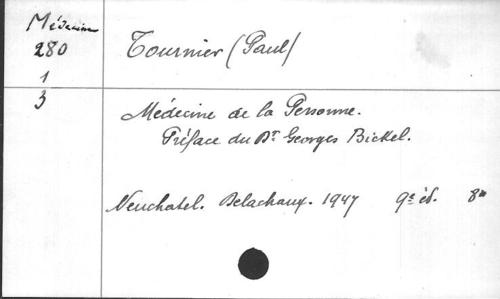 Médecine
280
1
3
Tournier (Paul)
Médecine de la Personne.
Préface du Dr Georges Bickel.
Neuchatel. Delachaux. 1947 9e éd. 8°